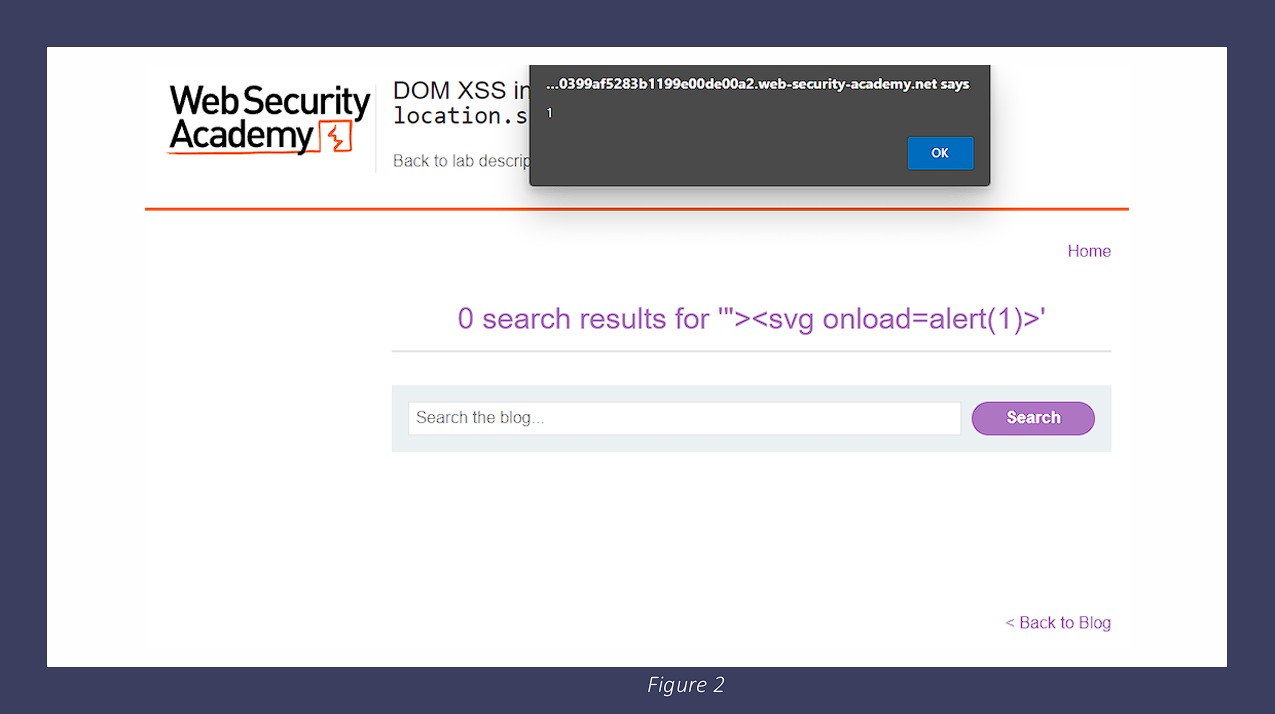 Web Security
Academy
DOM XSS in
location.s
Back to lab descrip
...0399af5283b1199e00de00a2.web-security-academy.net says
1
OK
Home
0 search results for '"><svg onload=alert(1)>'
Search the blog...
Search
< Back to Blog
Figure 2